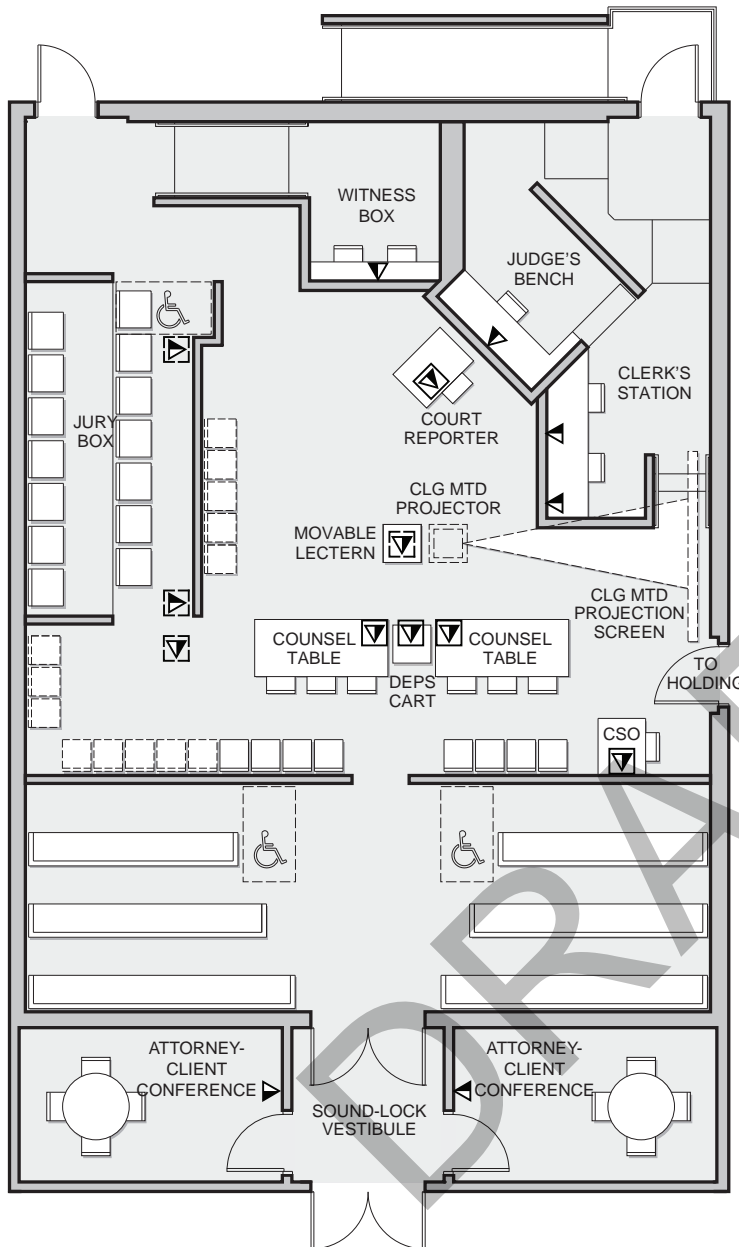 WITNESS
BOX
JUDGE'S
BENCH
CLERK'S
STATION
JURY
BOX
COURT
REPORTER
CLG MTD
PROJECTOR
MOVABLE
LECTERN
CLG MTD
PROJECTION
SCREEN
COUNSEL
TABLE
COUNSEL
TABLE
DEPS
CART
TO
HOLDING
CSO
ATTORNEY-
CLIENT
CONFERENCE
ATTORNEY-
CLIENT
CONFERENCE
SOUND-LOCK
VESTIBULE